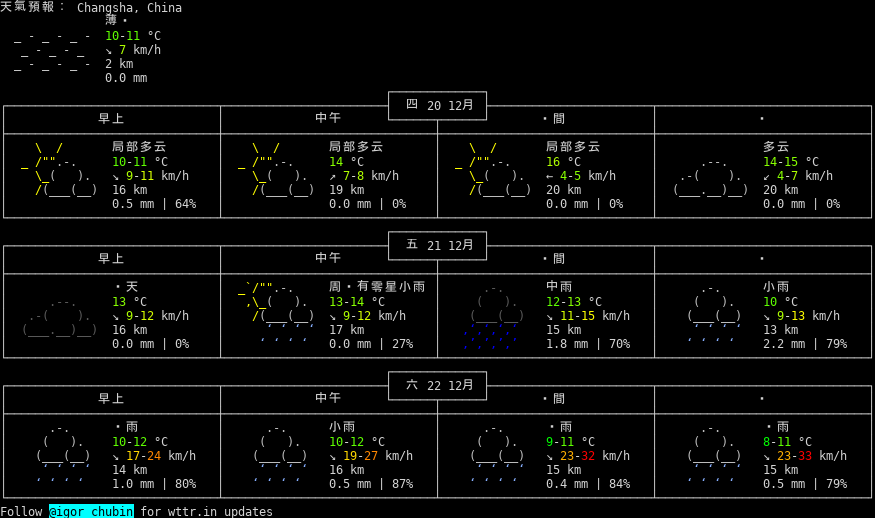 天氣預報： Changsha, China
薄・
10-11 °C
↘ 7 km/h
2 km
0.0 mm
四 20 12月
早上 中午 ・間 ・
局部多云 局部多云 局部多云 多云
10-11 °C 14 °C 16 °C 14-15 °C
↘ 9-11 km/h ↗ 7-8 km/h ← 4-5 km/h ↙ 4-7 km/h
16 km 19 km 20 km 20 km
0.5 mm | 64% 0.0 mm | 0% 0.0 mm | 0% 0.0 mm | 0%
五 21 12月
早上 中午 ・間 ・
・天 周・有零星小雨 中雨 小雨
13 °C 13-14 °C 12-13 °C 10 °C
↘ 9-12 km/h ↘ 9-12 km/h ↘ 11-15 km/h ↘ 9-13 km/h
16 km 17 km 15 km 13 km
0.0 mm | 0% 0.0 mm | 27% 1.8 mm | 70% 2.2 mm | 79%
六 22 12月
早上 中午 ・間 ・
・雨 小雨 ・雨 ・雨
10-12 °C 10-12 °C 9-11 °C 8-11 °C
↘ 17-24 km/h ↘ 19-27 km/h ↘ 23-32 km/h ↘ 23-33 km/h
14 km 16 km 15 km 15 km
1.0 mm | 80% 0.5 mm | 87% 0.4 mm | 84% 0.5 mm | 79%
Follow @igor_chubin for wttr.in updates